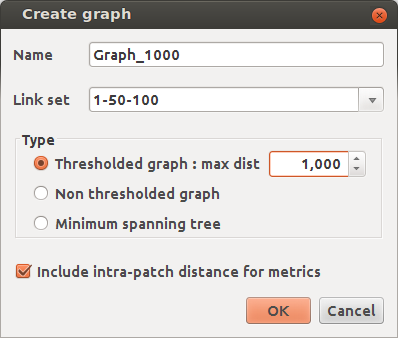 Create graph
Name Graph_1000
Link set 1-50-100
Type
Thresholded graph : max dist 1,000
Non thresholded graph
Minimum spanning tree
Include intra-patch distance for metrics
OK Cancel